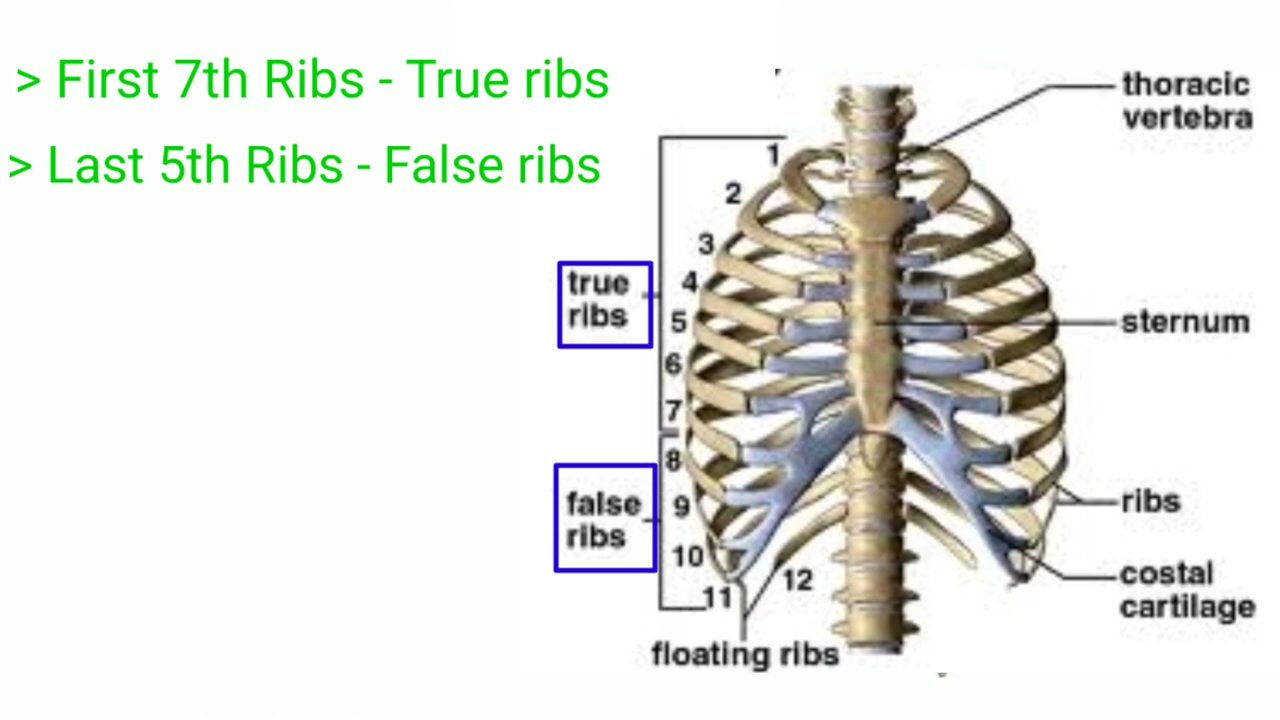 > First 7th Ribs - True ribs
> Last 5th Ribs - False ribs
thoracic
vertebra
1
2
3
true
ribs
4
5
sternum
6
7
8
false
ribs
9
ribs
10
11
12
costal
cartilage
floating ribs